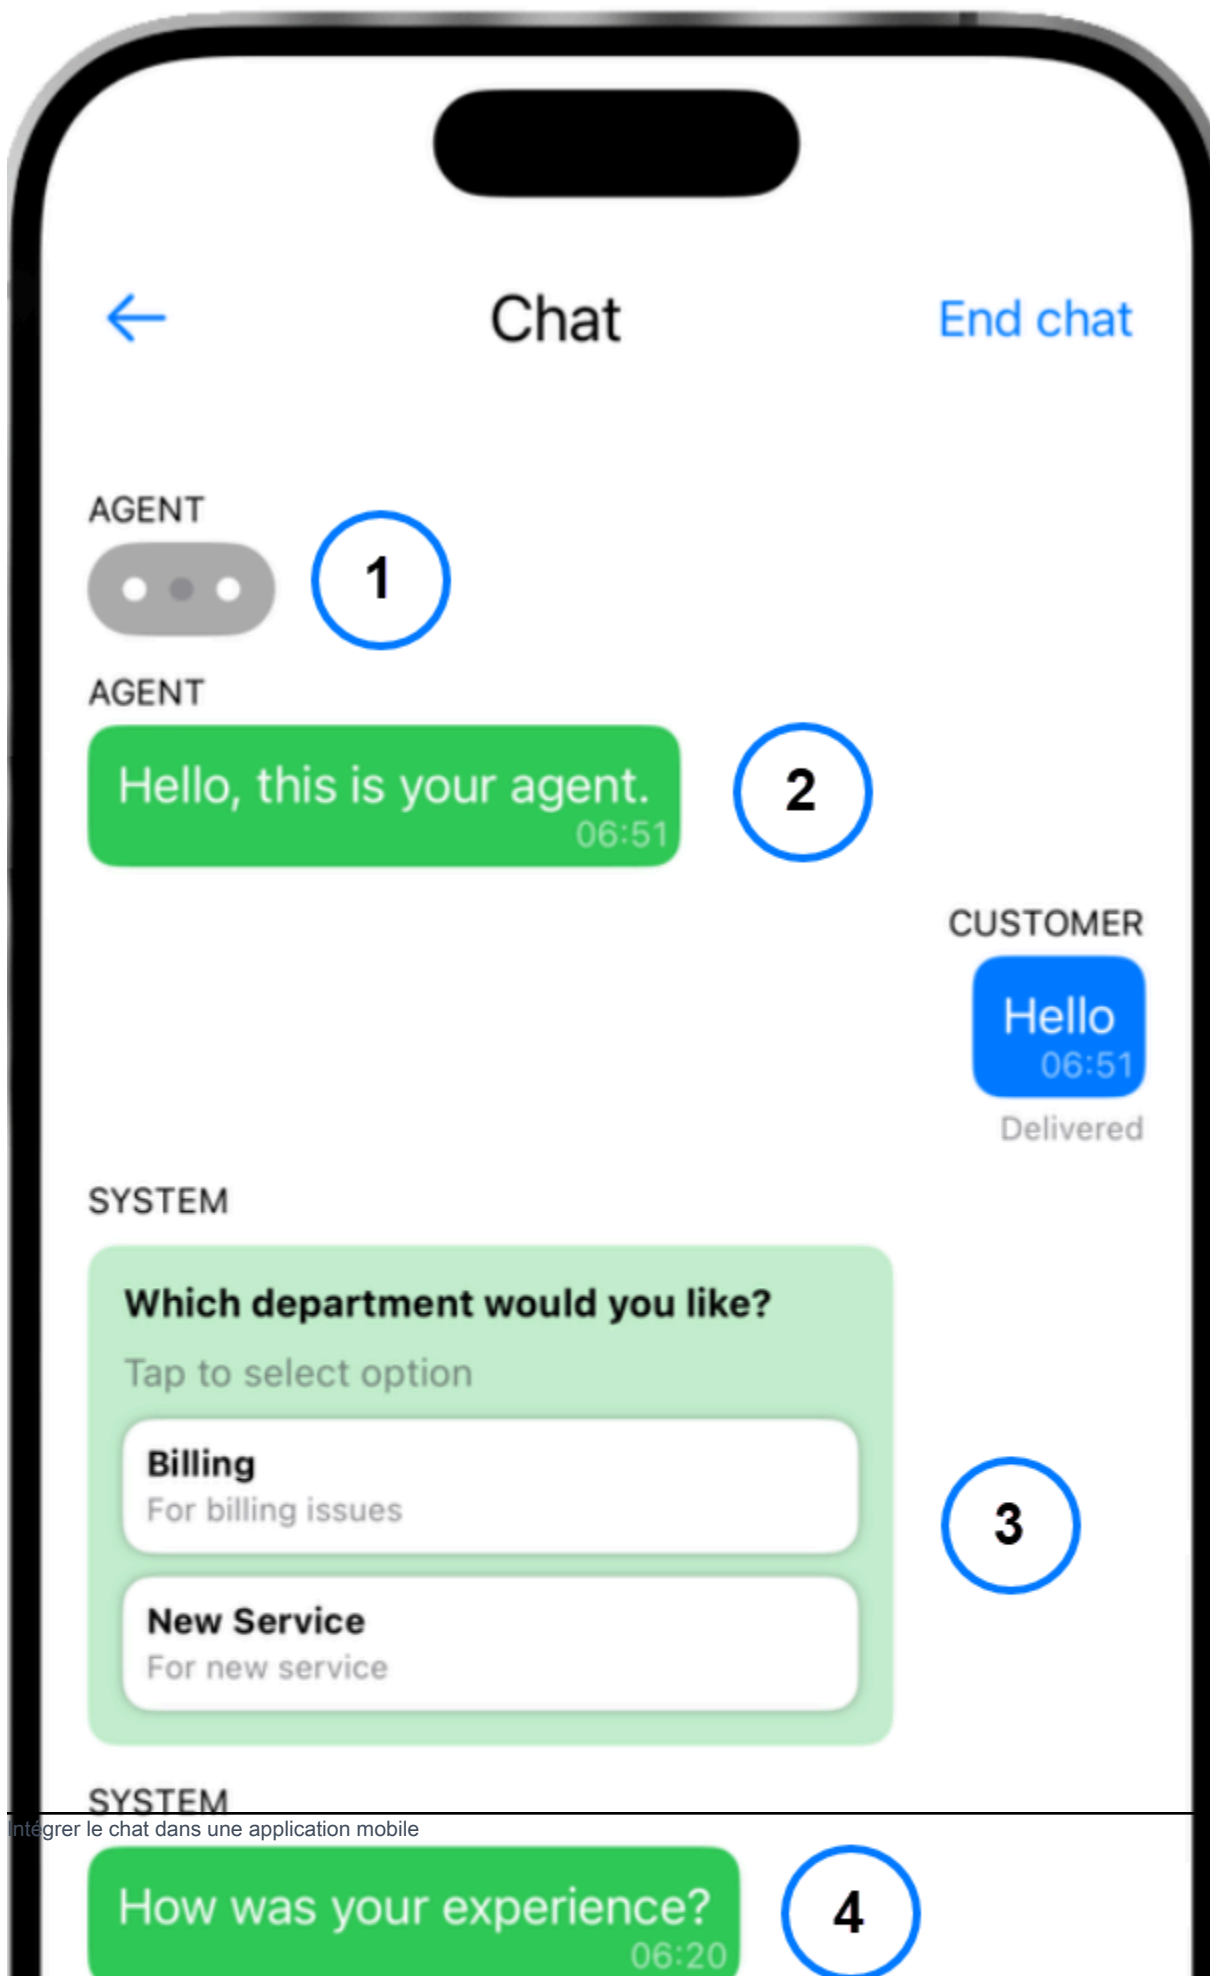 Chat
End chat
AGENT
1
AGENT
Hello, this is your agent.
06:51
2
CUSTOMER
Hello
06:51
Delivered
SYSTEM
Which department would you like?
Tap to select option
Billing
For billing issues
3
New Service
For new service
SYSTEM
Intégrer le chat dans une application mobile
How was your experience?
06:20
4